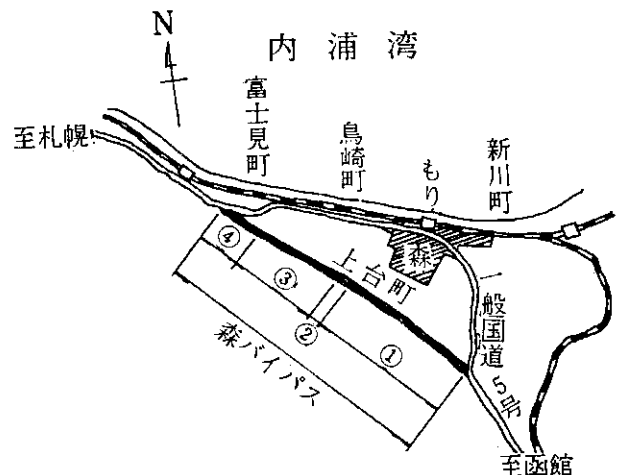 N
内浦湾
富士見町
鳥崎町
もり
新川町
至札幌
森
上台町
一般国道5号
④
③
②
①
森バイパス
至函館